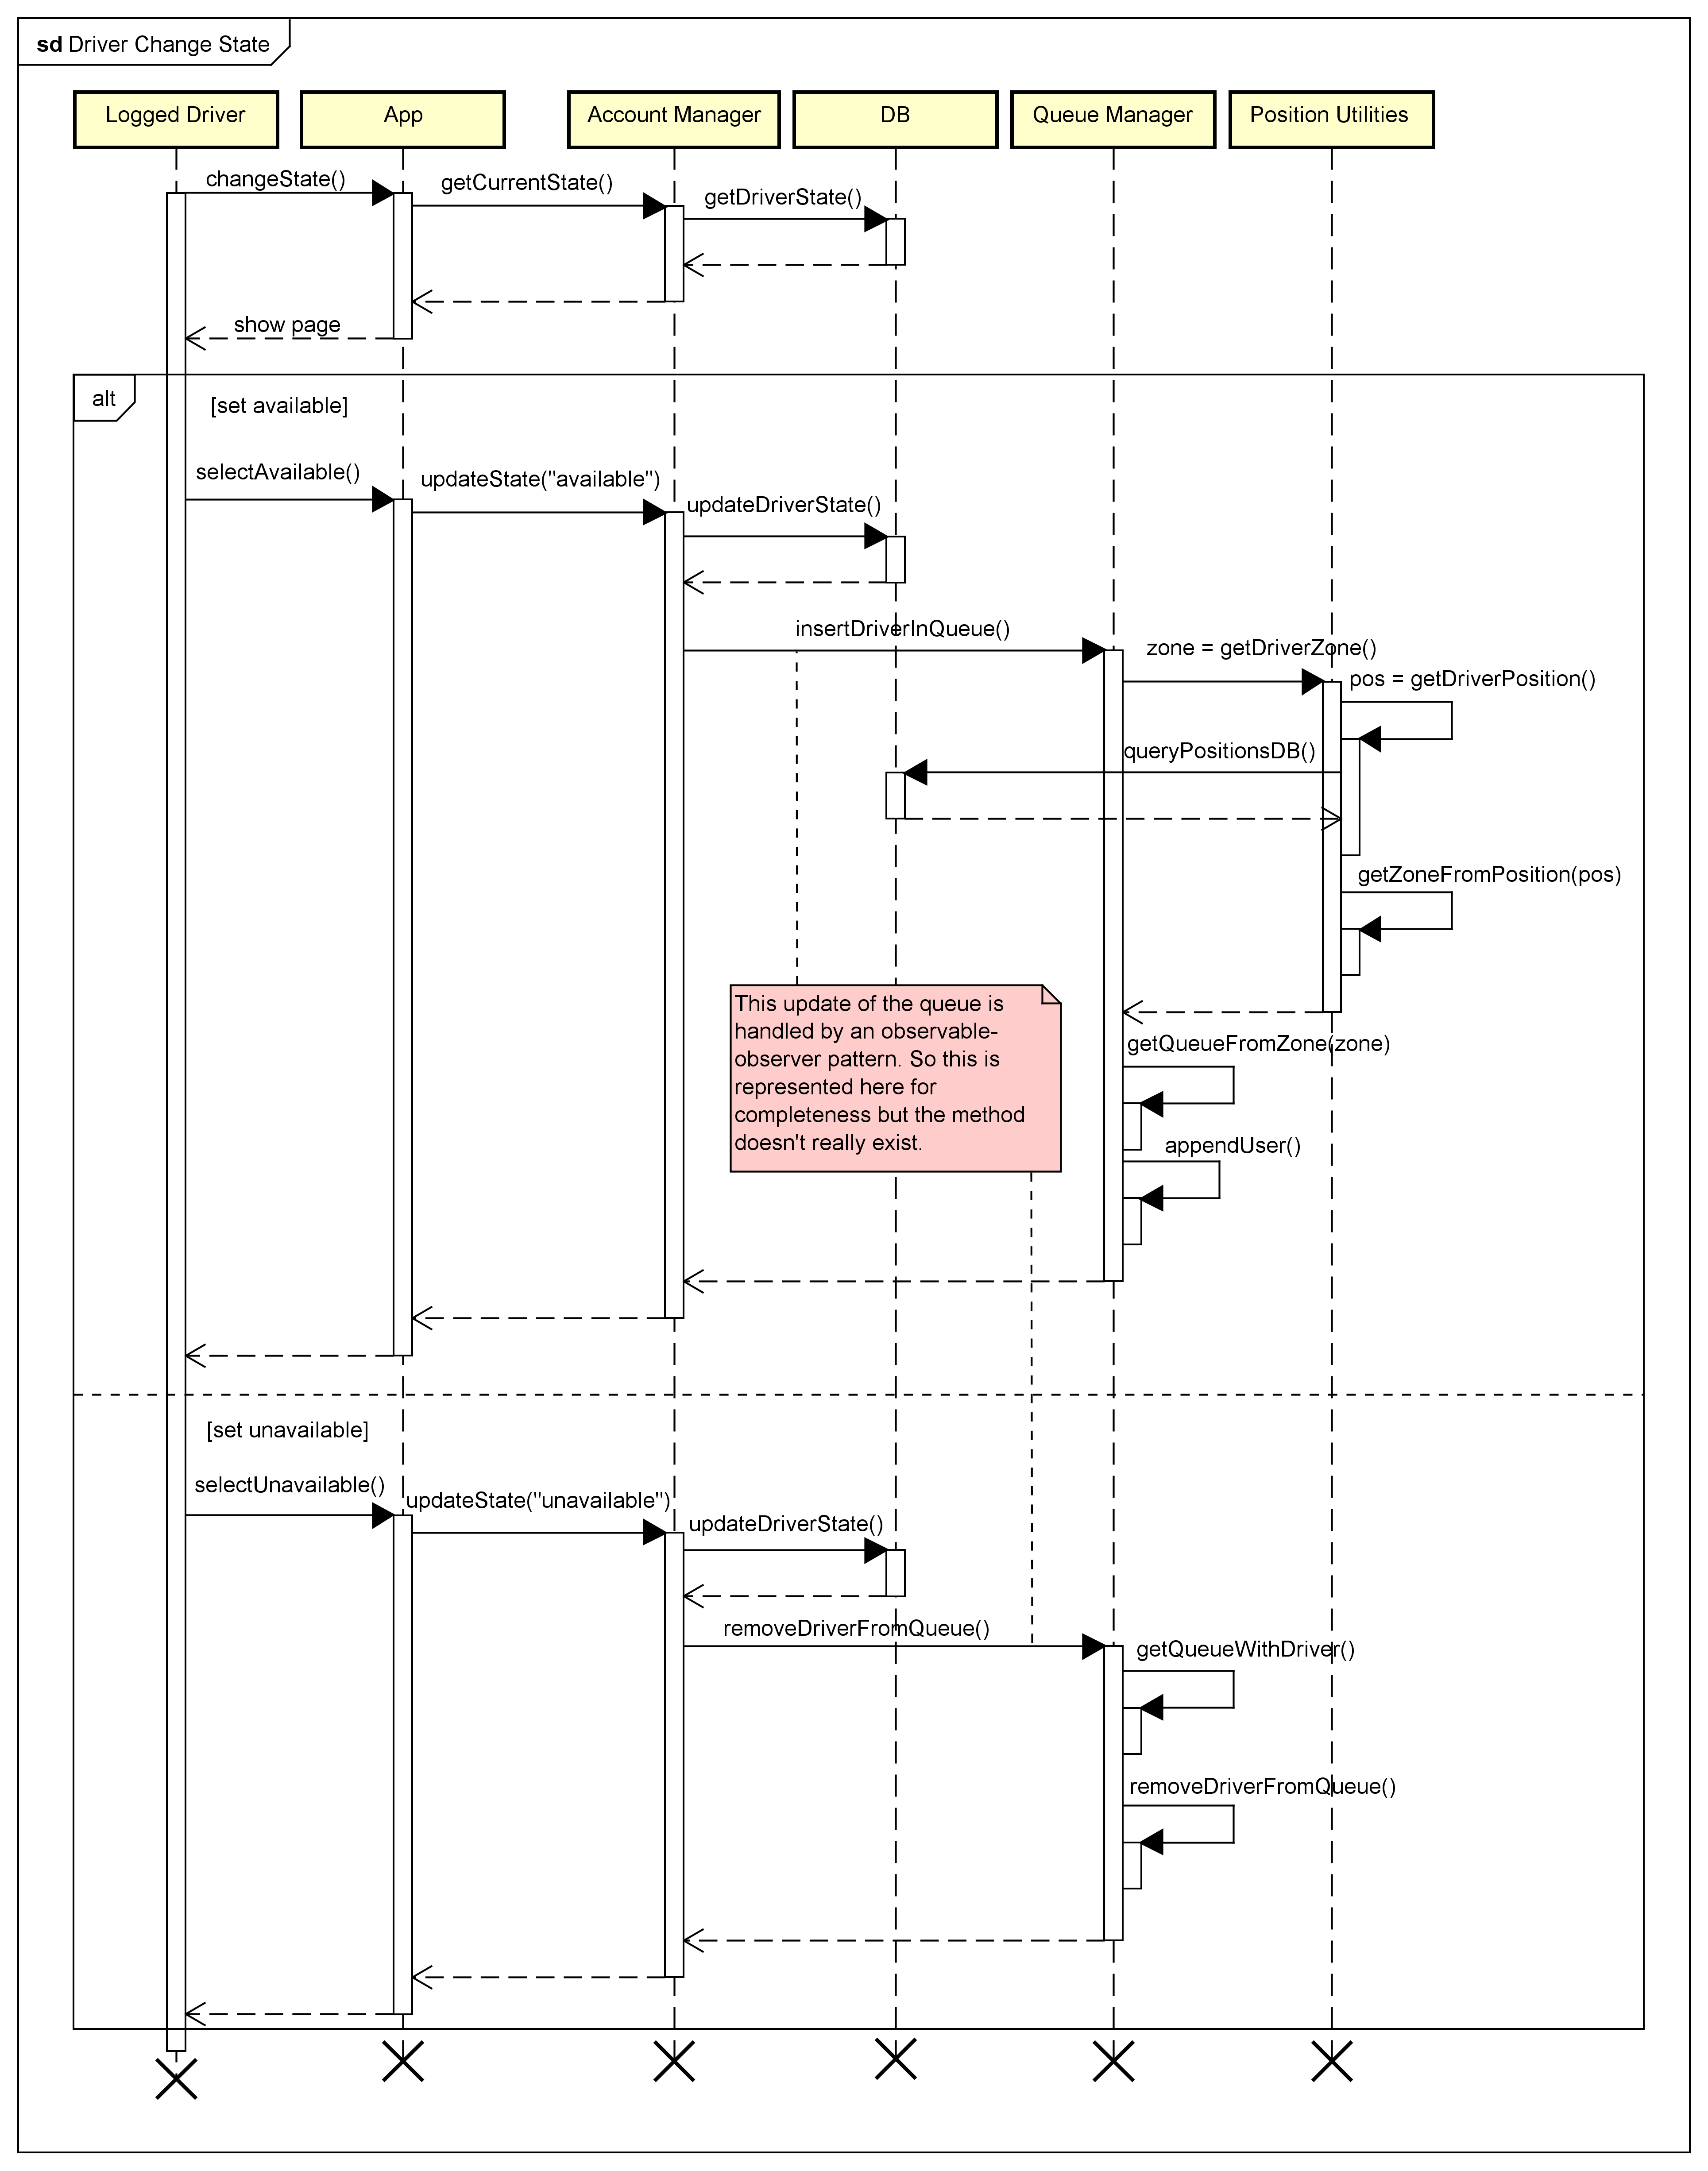 sd Driver Change State
Logged Driver
App
Account Manager
DB
Queue Manager
Position Utilities
changeState()
getCurrentState()
getDriverState()
show page
alt
[set available]
selectAvailable()
updateState("available")
updateDriverState()
insertDriverInQueue()
zone = getDriverZone()
pos = getDriverPosition()
queryPositionsDB()
getZoneFromPosition(pos)
This update of the queue is
handled by an observable-
observer pattern. So this is
represented here for
completeness but the method
doesn't really exist.
getQueueFromZone(zone)
appendUser()
[set unavailable]
selectUnavailable()
updateState("unavailable")
updateDriverState()
removeDriverFromQueue()
getQueueWithDriver()
removeDriverFromQueue()